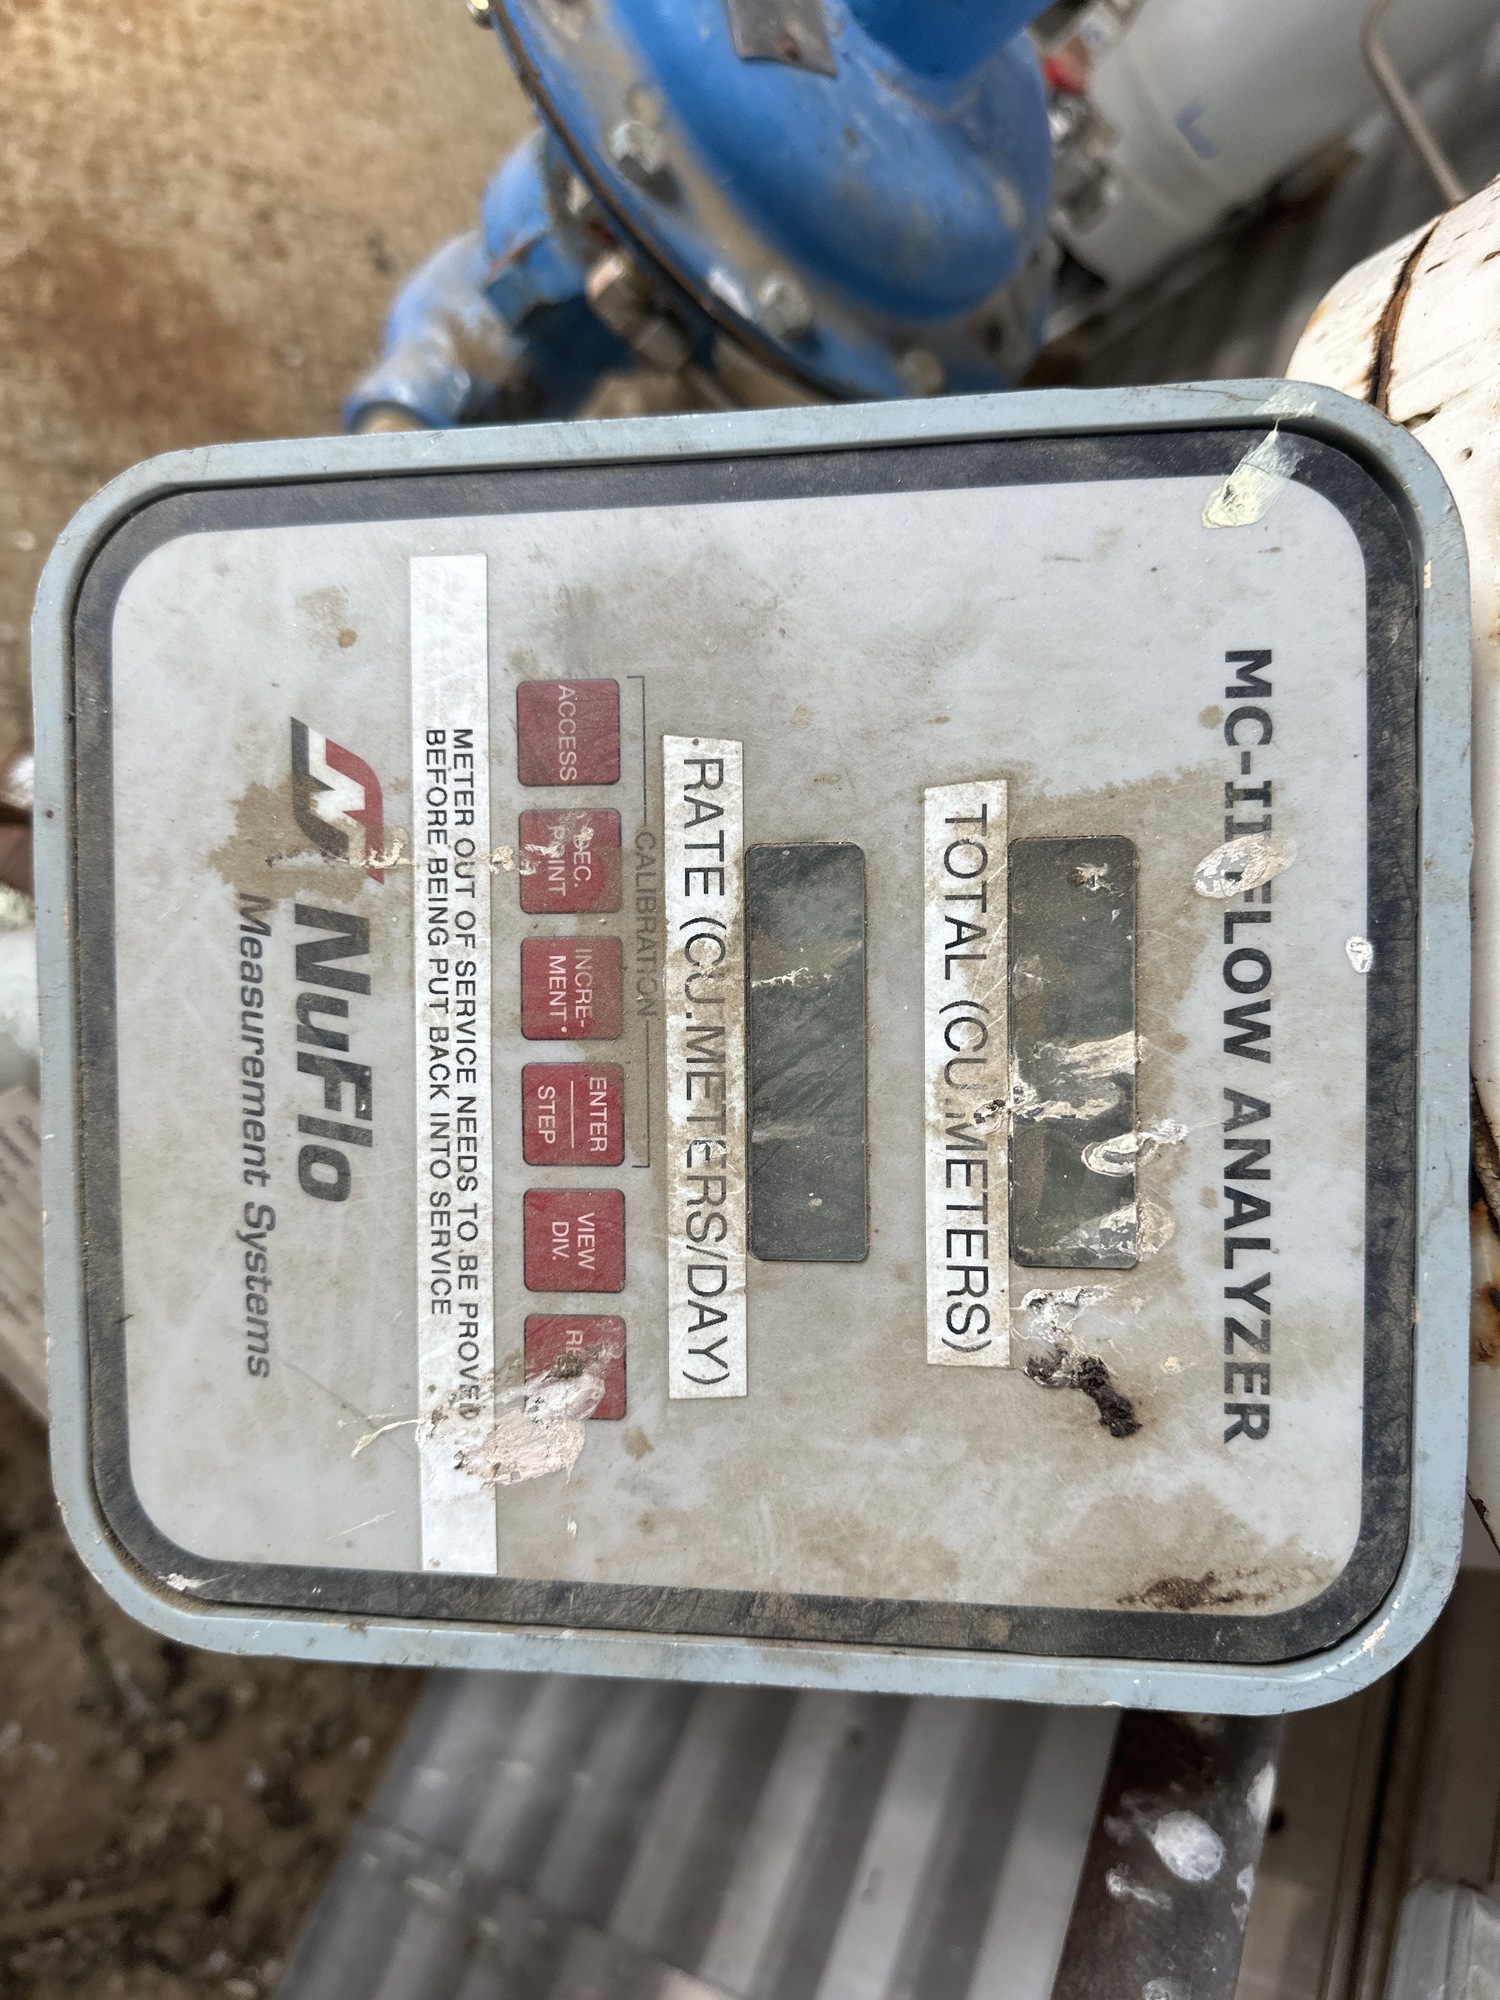 MC-II FLOW ANALYZER
TOTAL (CU.METERS)
RATE (CU.METERS/DAY)
CALIBRATION
ACCESS
DEC.
POINT
INCRE-
MENT
ENTER
STEP
VIEW
DIV.
METER OUT OF SERVICE NEEDS TO BE PROVED
BEFORE BEING PUT BACK INTO SERVICE
NuFlo
Measurement Systems